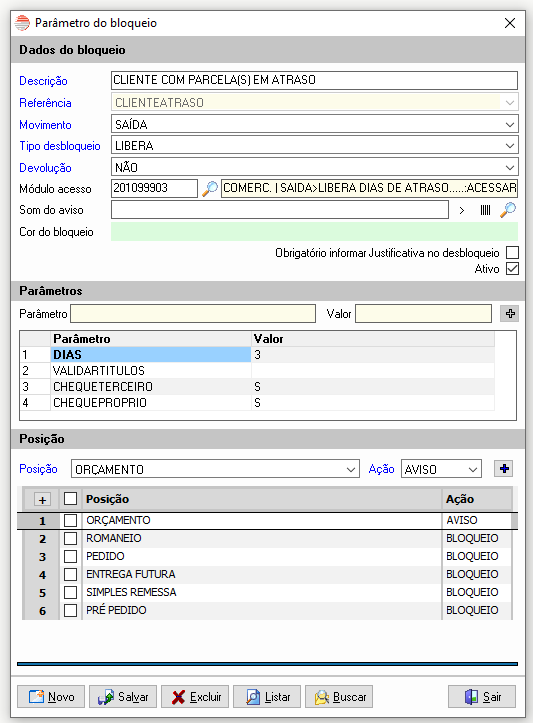 Parâmetro do bloqueio
Dados do bloqueio
Descrição CLIENTE COM PARCELA(S) EM ATRASO
Referência CLIENTEATRASO
Movimento SAÍDA
Tipo desbloqueio LIBERA
Devolução NÃO
Módulo acesso 201099903 COMERC. | SAIDA>LIBERA DIAS DE ATRASO.....:ACESSAR
Som do aviso
Cor do bloqueio
Obrigatório informar Justificativa no desbloqueio
Ativo
Parâmetros
Parâmetro Valor
Parâmetro Valor
1 DIAS 3
2 VALIDARTITULOS
3 CHEQUETERCEIRO S
4 CHEQUEPROPRIO S
Posição
Posição ORÇAMENTO Ação AVISO
Posição Ação
1 ORÇAMENTO AVISO
2 ROMANEIO BLOQUEIO
3 PEDIDO BLOQUEIO
4 ENTREGA FUTURA BLOQUEIO
5 SIMPLES REMESSA BLOQUEIO
6 PRÉ PEDIDO BLOQUEIO
Novo Salvar Excluir Listar Buscar Sair